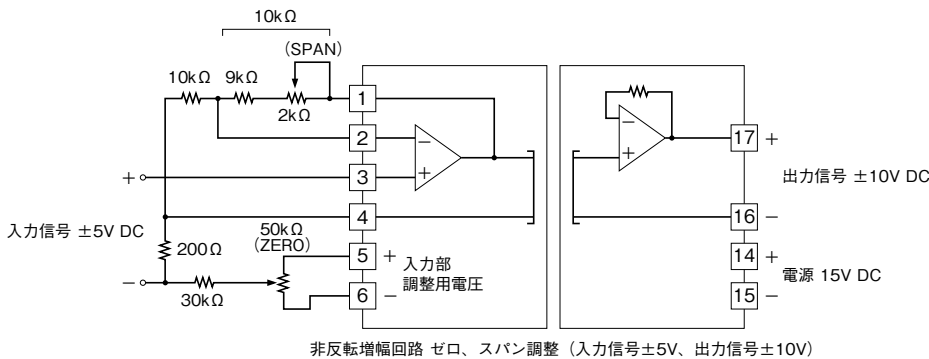 10kΩ
(SPAN)
10kΩ 9kΩ
2kΩ
1
2
3
4
5
6
+
−
入力信号 ±5V DC
200Ω
30kΩ
50kΩ
(ZERO)
+
−
入力部
調整用電圧
−
+
−
+
17 +
出力信号 ±10V DC
16 −
14 +
電源 15V DC
15 −
非反転増幅回路 ゼロ、スパン調整（入力信号±5V、出力信号±10V）